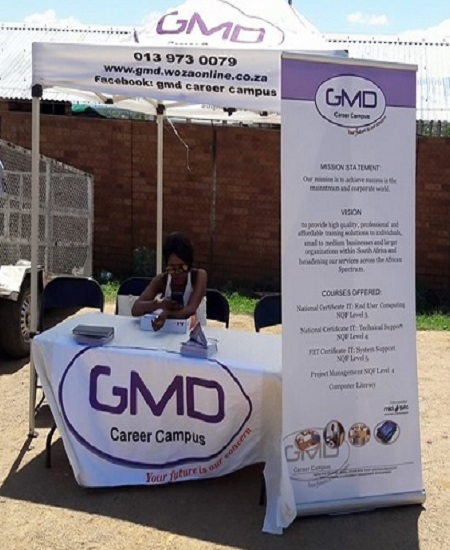 GMD
Career Campus
013 973 0079
www.gmd.wozaonline.co.za
Facebook: gmd career campus
GMD
Career Campus
MISSION STATEMENT:
Our mission is to achieve success in the
mainstream and corporate world.
VISION
to provide high quality, professional and
affordable training solutions to individuals,
small to medium businesses and larger
organizations within South Africa and
broadening our services across the African
Spectrum.
COURSES OFFERED:
National Certificate IT: End User Computing
NQF Level 3
National Certificate IT: Technical Support
NQF Level 4
FET Certificate IT: System Support
NQF Level 5
Project Management NQF Level 4
Computer Literacy
GMD
Career Campus
GMD
Career Campus
Your future is our concern